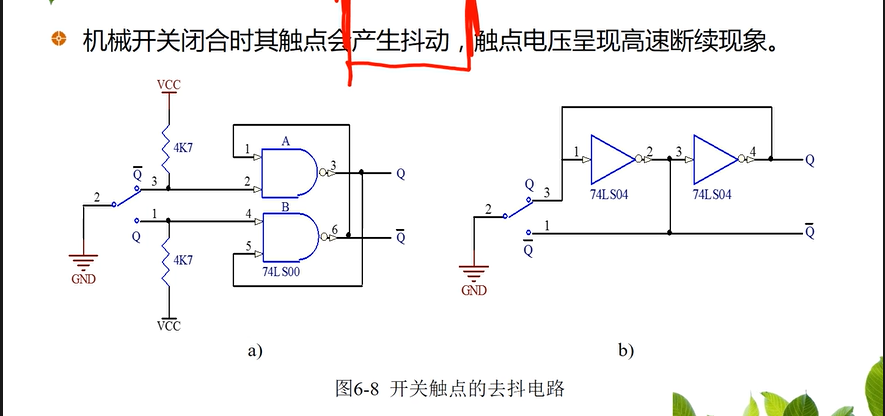 机械开关闭合时其触点会产生抖动，触点电压呈现高速断续现象。
VCC
4K7
Q̅
3
2
1
Q
GND
4K7
VCC
A
1
2
3
Q
B
4
5
6
Q̅
74LS00
a)
Q
3
2
1
Q̅
GND
1
2
74LS04
3
4
74LS04
Q
Q̅
b)
图6-8 开关触点的去抖电路